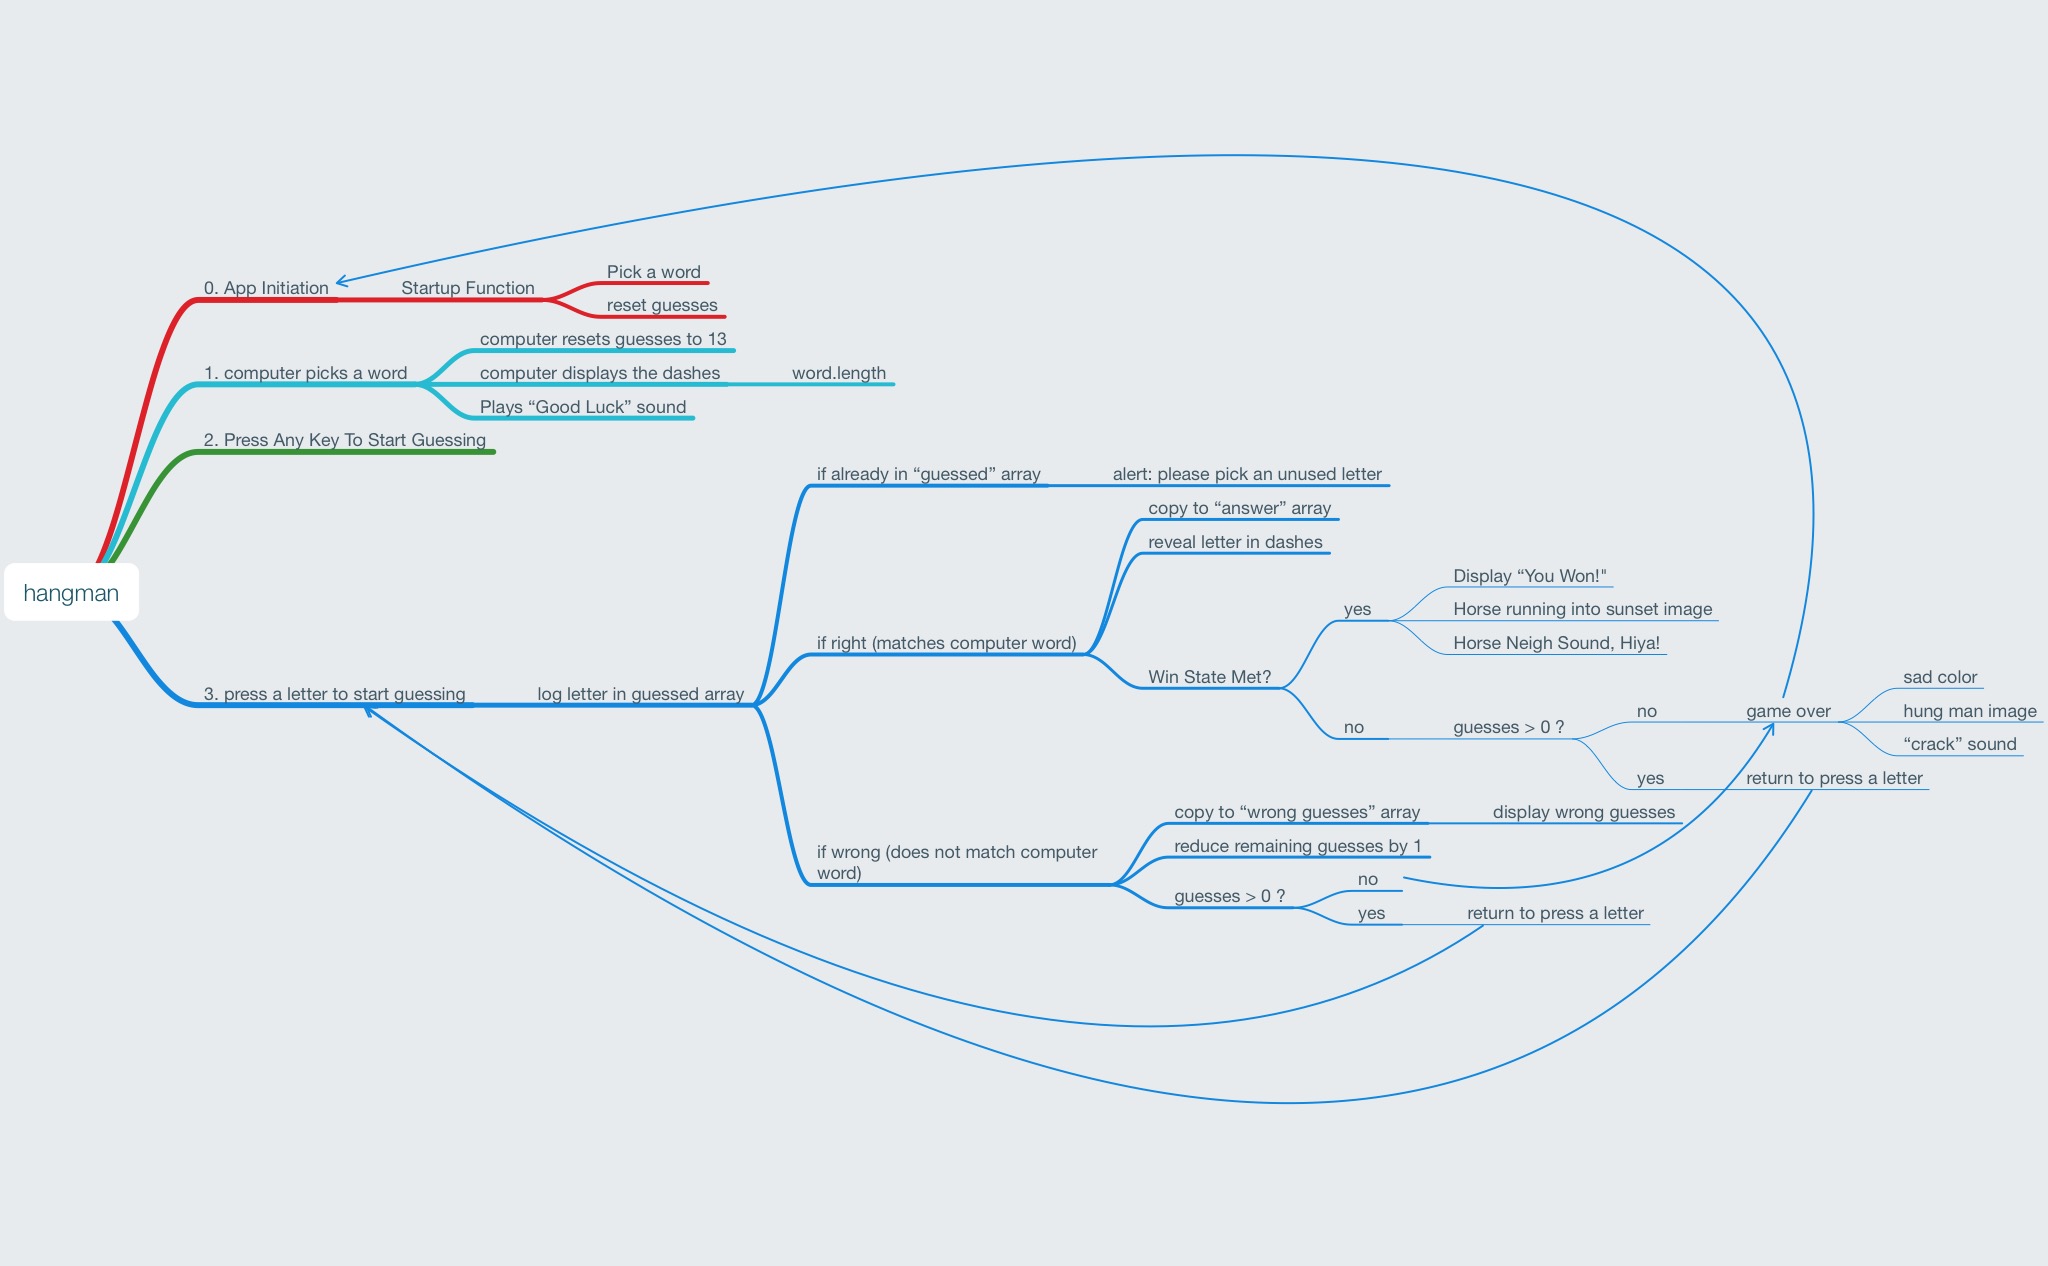 hangman
0. App Initiation
Startup Function
Pick a word
reset guesses
1. computer picks a word
computer resets guesses to 13
computer displays the dashes
word.length
Plays “Good Luck” sound
2. Press Any Key To Start Guessing
3. press a letter to start guessing
log letter in guessed array
if already in “guessed” array
alert: please pick an unused letter
if right (matches computer word)
copy to “answer” array
reveal letter in dashes
Win State Met?
yes
Display “You Won!"
Horse running into sunset image
Horse Neigh Sound, Hiya!
no
guesses > 0 ?
no
game over
sad color
hung man image
“crack” sound
yes
return to press a letter
if wrong (does not match computer
word)
copy to “wrong guesses” array
display wrong guesses
reduce remaining guesses by 1
guesses > 0 ?
no
yes
return to press a letter